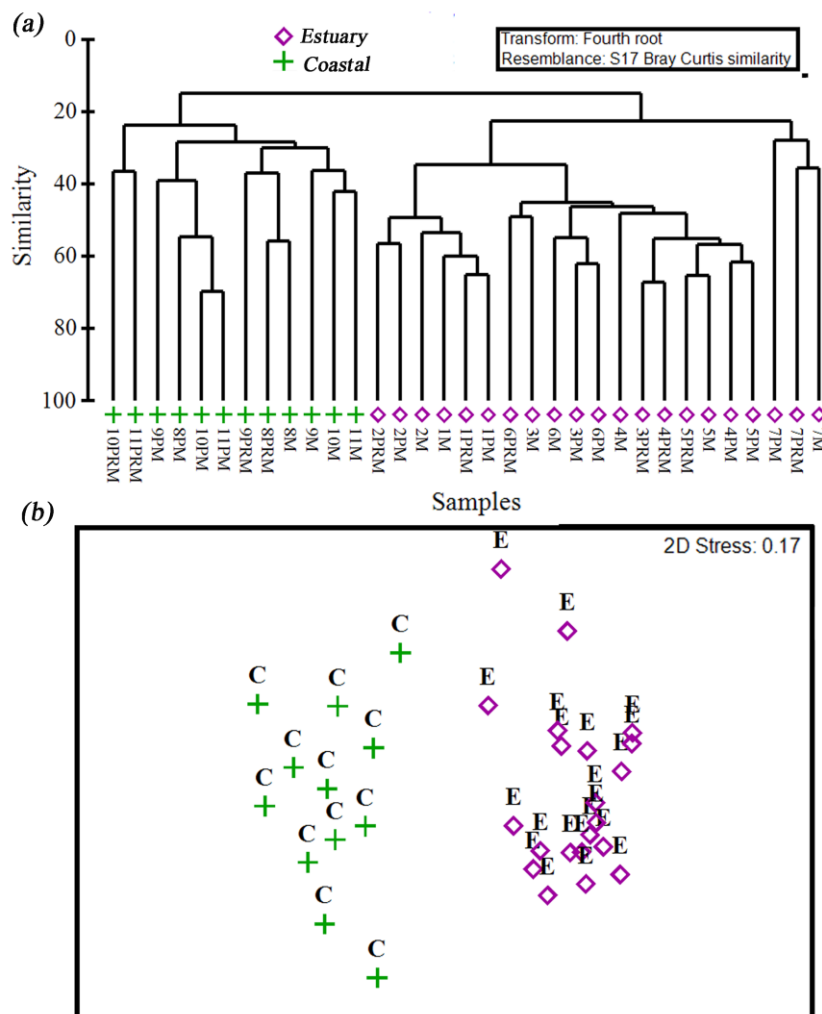 (a)
Estuary
Coastal
Transform: Fourth root
Resemblance: S17 Bray Curtis similarity
0
20
40
60
80
100
Similarity
10PRM
11PRM
9PM
8PM
10PM
11PM
9PRM
8PRM
8M
9M
10M
11M
2PRM
2PM
2M
1M
1PRM
1PM
6PRM
3M
6M
3PM
6PM
4M
3PRM
4PRM
5PRM
5M
4PM
5PM
7PM
7PRM
7M
Samples
(b)
2D Stress: 0.17
E
E
C
E
C
C
E
E
E
E
E
C
E
C
E
C
C
E
E
E
C
E
C
E
E
E
E
C
E
E
E
C
C